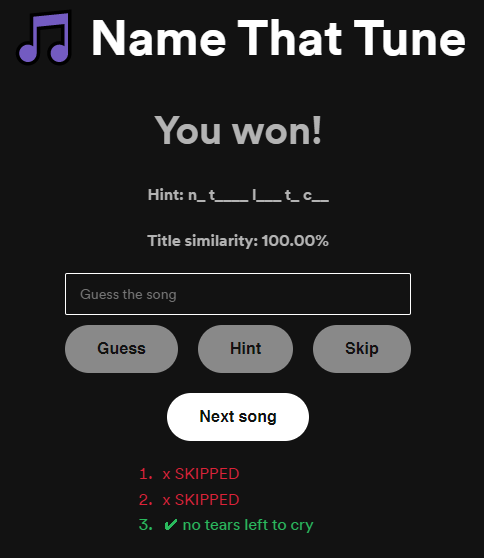 Name That Tune
You won!
Hint: n_ t____ l___ t_ c__
Title similarity: 100.00%
Guess the song
Guess Hint Skip
Next song
1. x SKIPPED
2. x SKIPPED
3. ✔ no tears left to cry